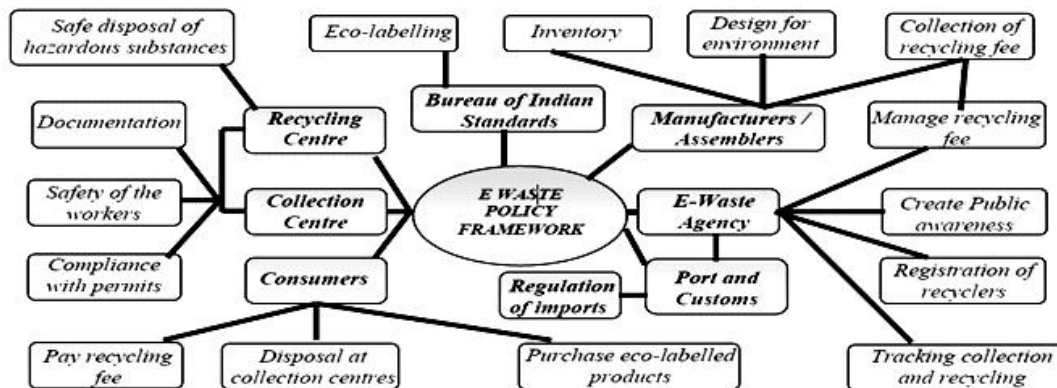 Safe disposal of
hazardous substances
Eco-labelling
Inventory
Design for
environment
Collection of
recycling fee
Documentation
Recycling
Centre
Bureau of Indian
Standards
Manufacturers /
Assemblers
Manage recycling
fee
Safety of the
workers
Collection
Centre
E WASTE
POLICY
FRAMEWORK
E-Waste
Agency
Create Public
awareness
Compliance
with permits
Consumers
Regulation
of imports
Port and
Customs
Registration of
recyclers
Pay recycling
fee
Disposal at
collection centres
Purchase eco-labelled
products
Tracking collection
and recycling